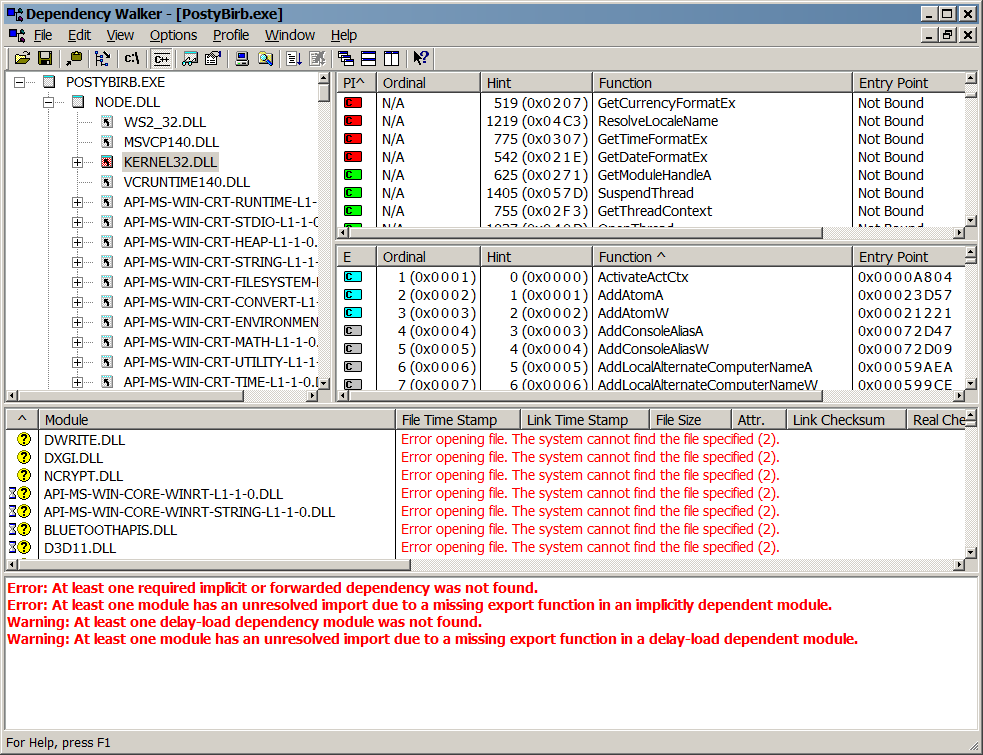 Dependency Walker - [PostyBirb.exe]
File Edit View Options Profile Window Help
c:\ C++
POSTYBIRB.EXE
NODE.DLL
WS2_32.DLL
MSVCP140.DLL
KERNEL32.DLL
VCRUNTIME140.DLL
API-MS-WIN-CRT-RUNTIME-L1-
API-MS-WIN-CRT-STDIO-L1-1-0
API-MS-WIN-CRT-HEAP-L1-1-0.
API-MS-WIN-CRT-STRING-L1-1-
API-MS-WIN-CRT-FILESYSTEM-
API-MS-WIN-CRT-CONVERT-L1-
API-MS-WIN-CRT-ENVIRONMEN
API-MS-WIN-CRT-MATH-L1-1-0.
API-MS-WIN-CRT-UTILITY-L1-1-
API-MS-WIN-CRT-TIME-L1-1-0.D
PI^ Ordinal Hint Function Entry Point
C N/A 519 (0x0207) GetCurrencyFormatEx Not Bound
C N/A 1219 (0x04C3) ResolveLocaleName Not Bound
C N/A 775 (0x0307) GetTimeFormatEx Not Bound
C N/A 542 (0x021E) GetDateFormatEx Not Bound
C N/A 625 (0x0271) GetModuleHandleA Not Bound
C N/A 1405 (0x057D) SuspendThread Not Bound
C N/A 755 (0x02F3) GetThreadContext Not Bound
N/A OpenThread Not Bound
E Ordinal Hint Function ^ Entry Point
C 1 (0x0001) 0 (0x0000) ActivateActCtx 0x0000A804
C 2 (0x0002) 1 (0x0001) AddAtomA 0x00023D57
C 3 (0x0003) 2 (0x0002) AddAtomW 0x00021221
C 4 (0x0004) 3 (0x0003) AddConsoleAliasA 0x00072D47
C 5 (0x0005) 4 (0x0004) AddConsoleAliasW 0x00072D09
C 6 (0x0006) 5 (0x0005) AddLocalAlternateComputerNameA 0x00059AEA
C 7 (0x0007) 6 (0x0006) AddLocalAlternateComputerNameW 0x000599CE
^ Module File Time Stamp Link Time Stamp File Size Attr. Link Checksum Real Che
? DWRITE.DLL Error opening file. The system cannot find the file specified (2).
? DXGI.DLL Error opening file. The system cannot find the file specified (2).
? NCRYPT.DLL Error opening file. The system cannot find the file specified (2).
? API-MS-WIN-CORE-WINRT-L1-1-0.DLL Error opening file. The system cannot find the file specified (2).
? API-MS-WIN-CORE-WINRT-STRING-L1-1-0.DLL Error opening file. The system cannot find the file specified (2).
? BLUETOOTHAPIS.DLL Error opening file. The system cannot find the file specified (2).
? D3D11.DLL Error opening file. The system cannot find the file specified (2).
Error: At least one required implicit or forwarded dependency was not found.
Error: At least one module has an unresolved import due to a missing export function in an implicitly dependent module.
Warning: At least one delay-load dependency module was not found.
Warning: At least one module has an unresolved import due to a missing export function in a delay-load dependent module.
For Help, press F1